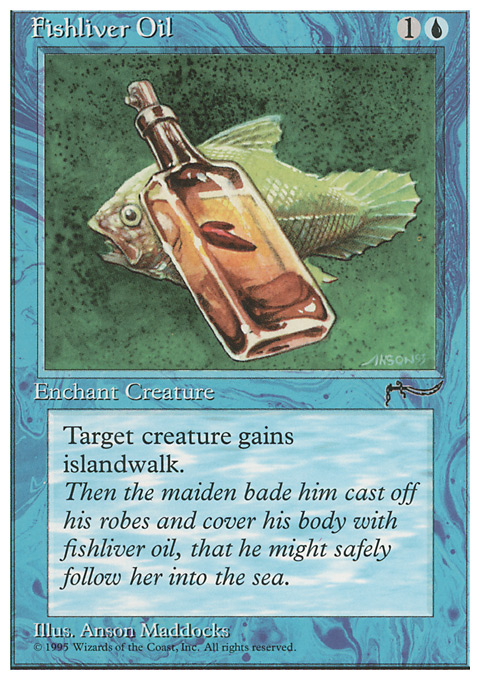 Fishliver Oil 1
ANSON93
Enchant Creature
Target creature gains
islandwalk.
Then the maiden bade him cast off
his robes and cover his body with
fishliver oil, that he might safely
follow her into the sea.
Illus. Anson Maddocks
© 1995 Wizards of the Coast, Inc. All rights reserved.